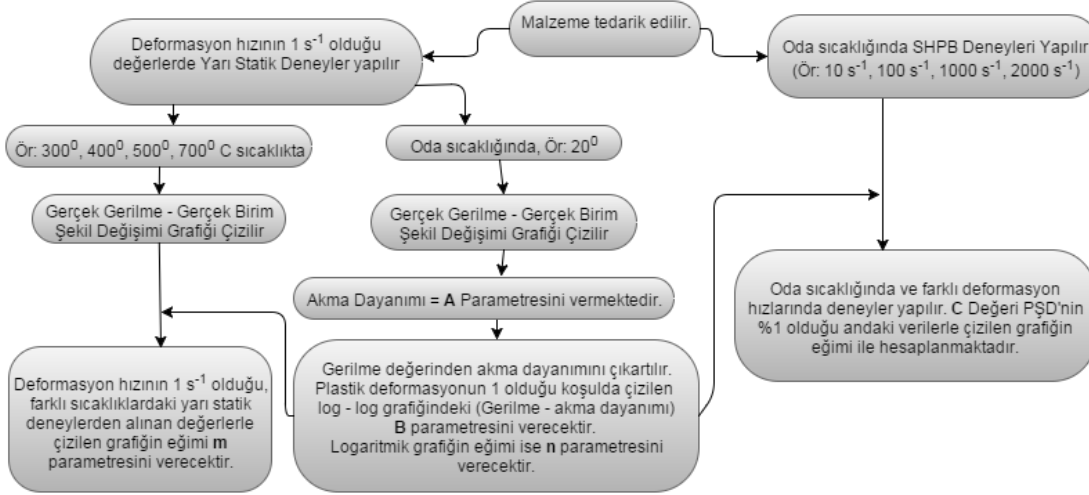 Malzeme tedarik edilir.
Deformasyon hızının 1 s⁻¹ olduğu
değerlerde Yarı Statik Deneyler yapılır
Oda sıcaklığında SHPB Deneyleri Yapılır
(Ör: 10 s⁻¹, 100 s⁻¹, 1000 s⁻¹, 2000 s⁻¹)
Ör: 300⁰, 400⁰, 500⁰, 700⁰ C sıcaklıkta
Oda sıcaklığında, Ör: 20⁰
Gerçek Gerilme - Gerçek Birim
Şekil Değişimi Grafiği Çizilir
Gerçek Gerilme - Gerçek Birim
Şekil Değişimi Grafiği Çizilir
Akma Dayanımı = A Parametresini vermektedir.
Oda sıcaklığında ve farklı deformasyon
hızlarında deneyler yapılır. C Değeri PŞD'nin
%1 olduğu andaki verilerle çizilen grafiğin
eğimi ile hesaplanmaktadır.
Deformasyon hızının 1 s⁻¹ olduğu,
farklı sıcaklıklardaki yarı statik
deneylerden alınan değerlerle
çizilen grafiğin eğimi m
parametresini verecektir.
Gerilme değerinden akma dayanımını çıkartılır.
Plastik deformasyonun 1 olduğu koşulda çizilen
log - log grafiğindeki (Gerilme - akma dayanımı)
B parametresini verecektir.
Logaritmik grafiğin eğimi ise n parametresini
verecektir.